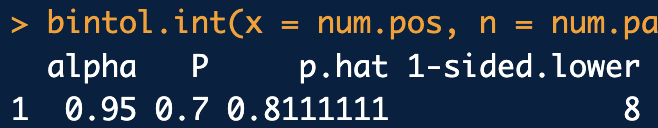 > bintol.int(x = num.pos, n = num.pa
alpha P p.hat 1-sided.lower
1 0.95 0.7 0.8111111 8